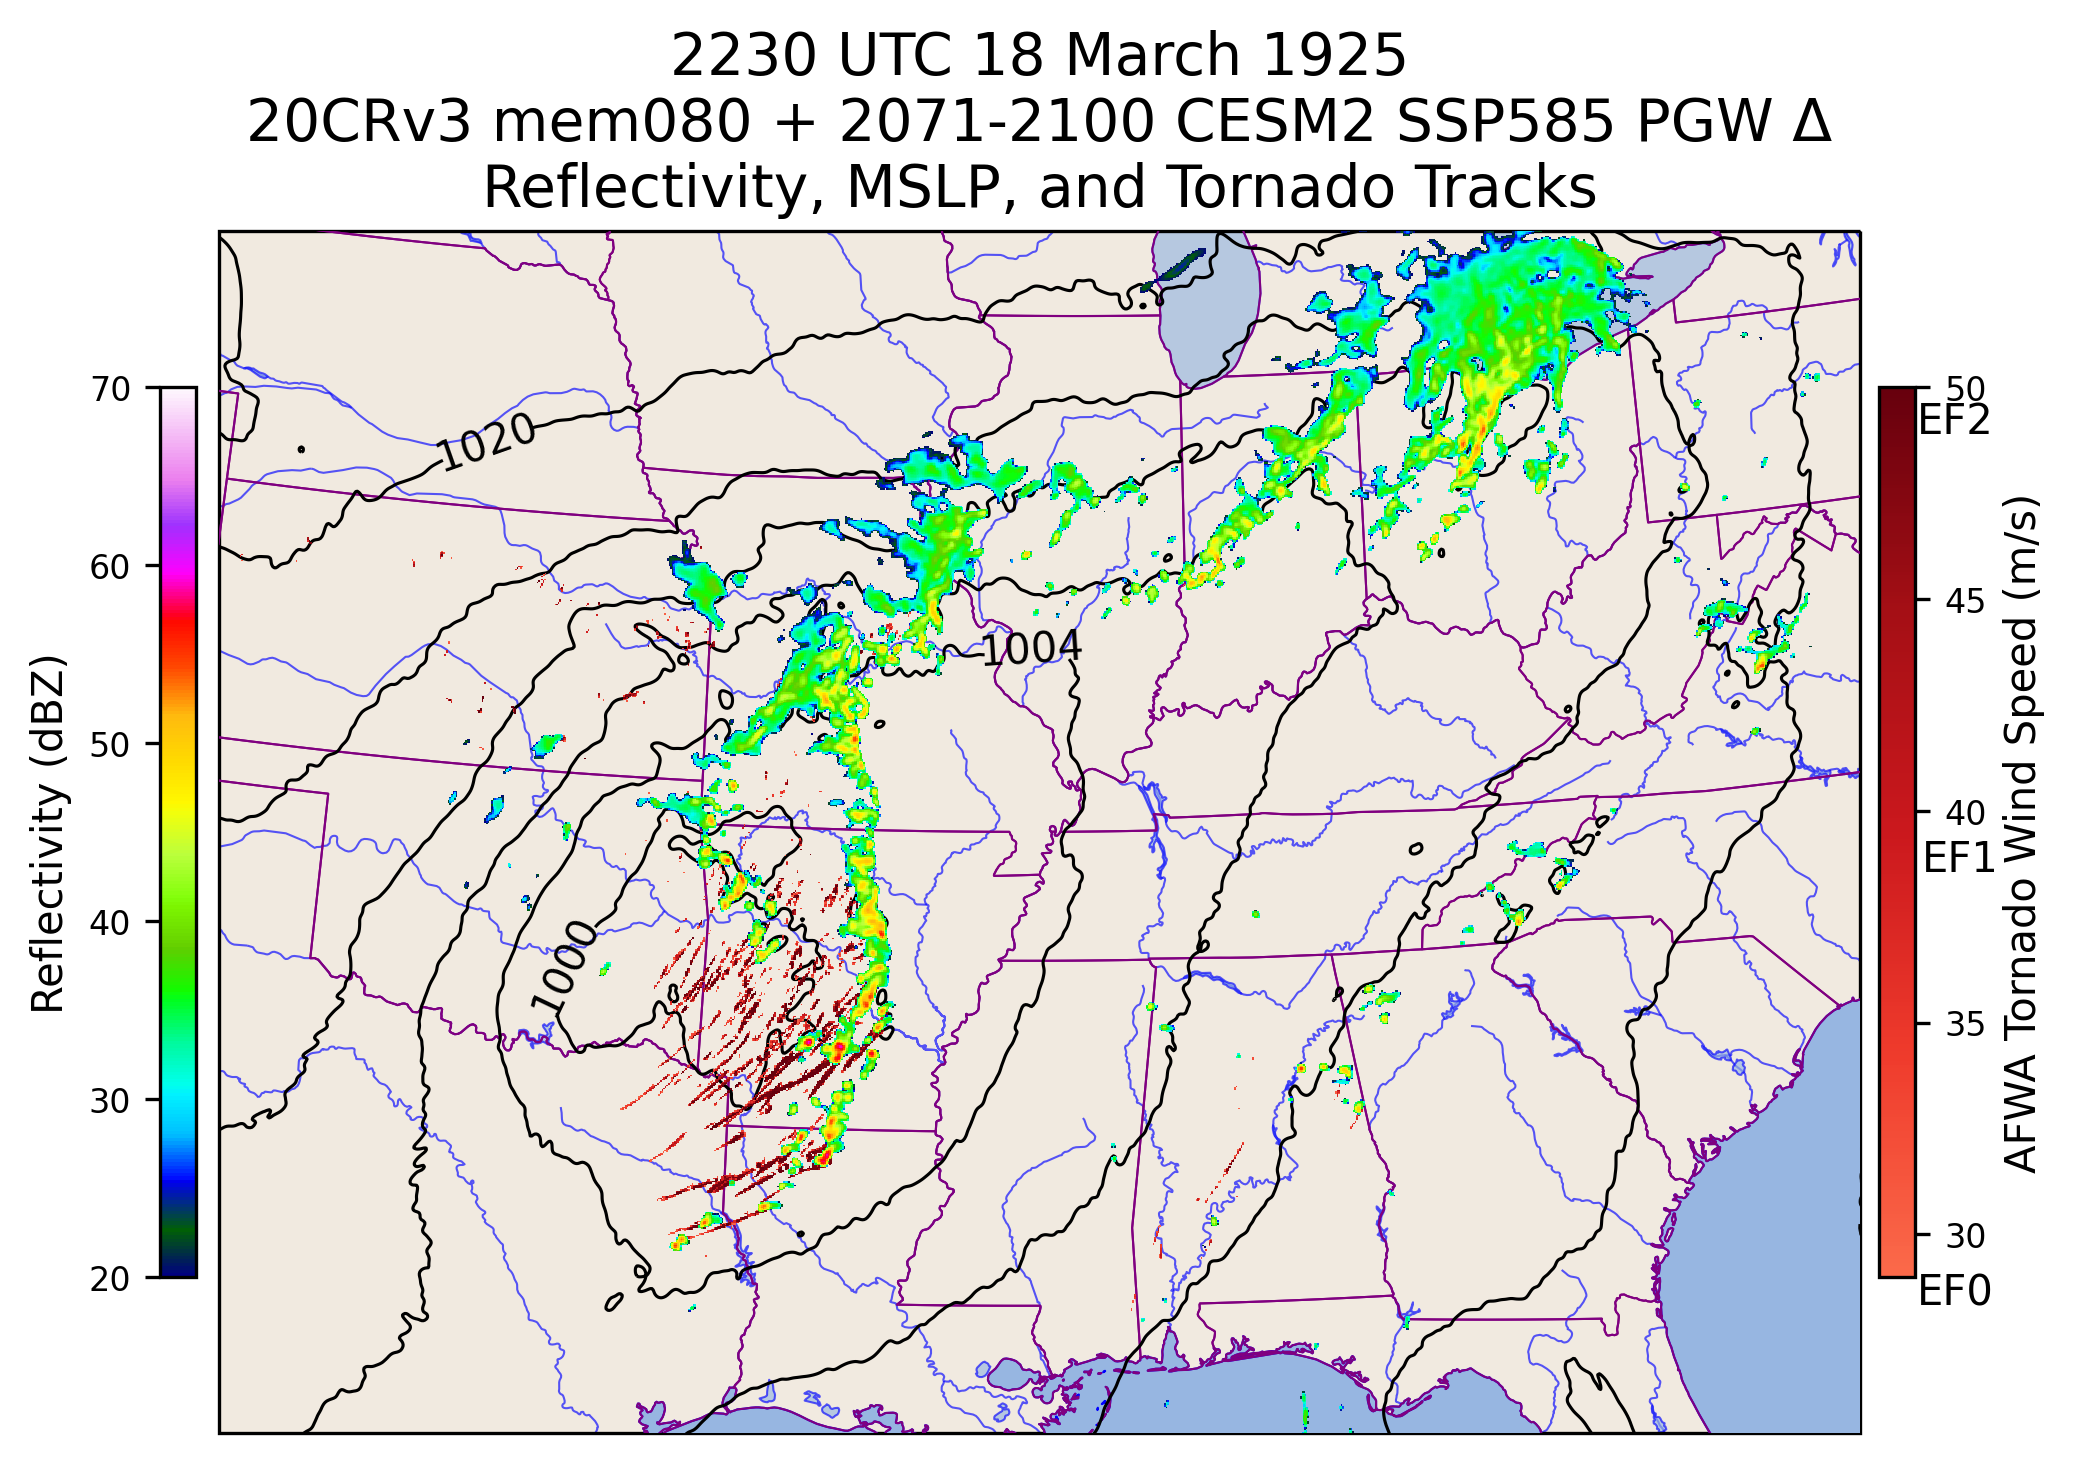 2230 UTC 18 March 1925
20CRv3 mem080 + 2071-2100 CESM2 SSP585 PGW Δ
Reflectivity, MSLP, and Tornado Tracks
70
60
50
40
30
20
Reflectivity (dBZ)
1020
1004
1000
50
EF2
45
40
EF1
35
30
EF0
AFWA Tornado Wind Speed (m/s)